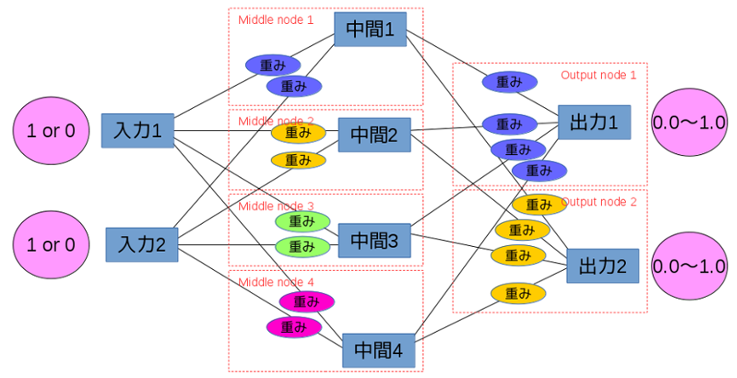 Middle node 1
中間1
重み
重み
1 or 0
入力1
Middle node 2
中間2
重み
重み
Middle node 3
中間3
重み
重み
1 or 0
入力2
Middle node 4
中間4
重み
重み
Output node 1
出力1
重み
重み
重み
重み
0.0〜1.0
Output node 2
出力2
重み
重み
重み
重み
0.0〜1.0